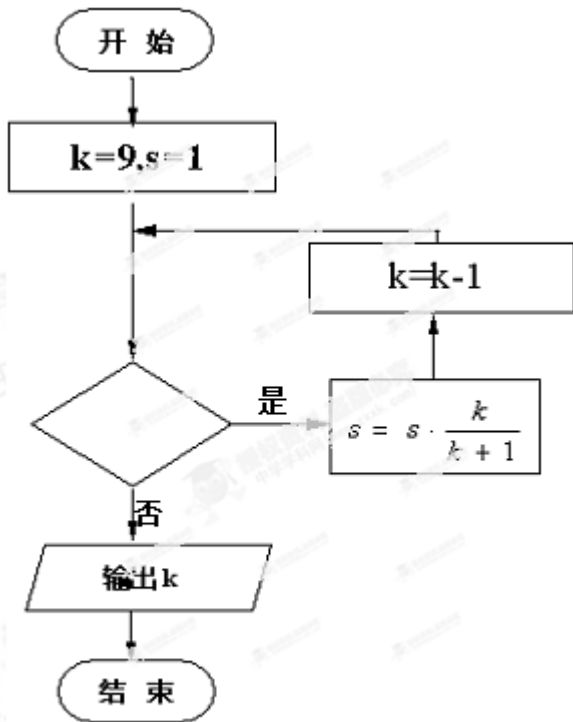 开 始
k=9,s=1
k=k-1
是
s = s · k/(k + 1)
否
输出k
结 束